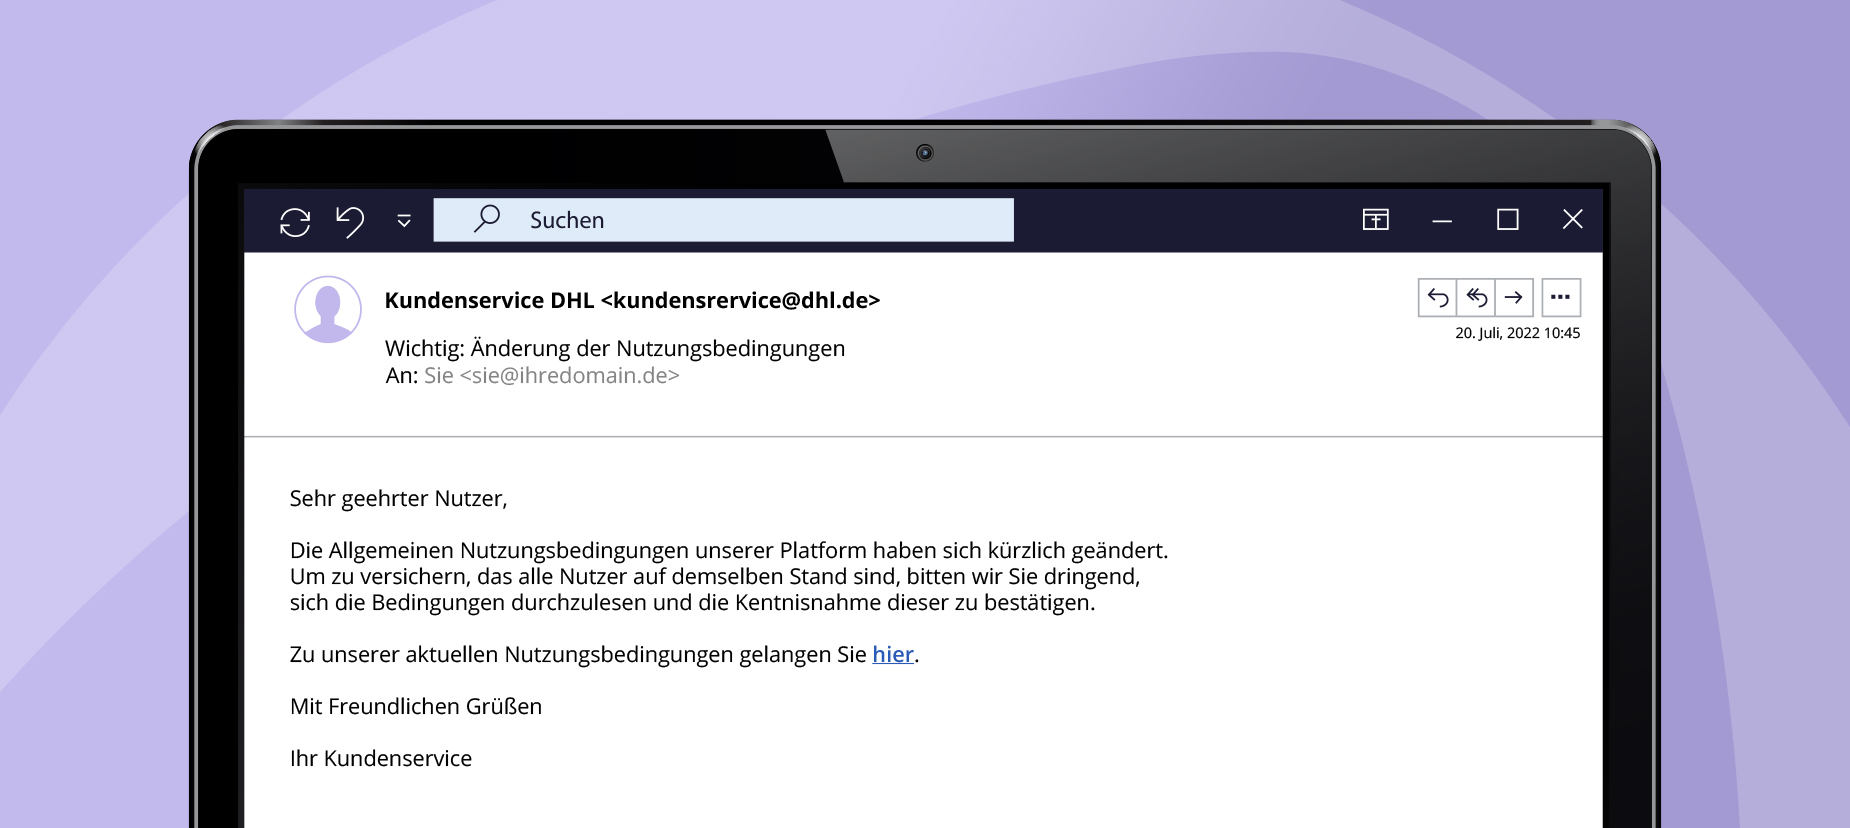 Suchen
Kundenservice DHL <kundensrervice@dhl.de>
20. Juli, 2022 10:45
Wichtig: Änderung der Nutzungsbedingungen
An: Sie <sie@ihredomain.de>
Sehr geehrter Nutzer,
Die Allgemeinen Nutzungsbedingungen unserer Platform haben sich kürzlich geändert.
Um zu versichern, das alle Nutzer auf demselben Stand sind, bitten wir Sie dringend,
sich die Bedingungen durchzulesen und die Kentnisnahme dieser zu bestätigen.
Zu unserer aktuellen Nutzungsbedingungen gelangen Sie hier.
Mit Freundlichen Grüßen
Ihr Kundenservice